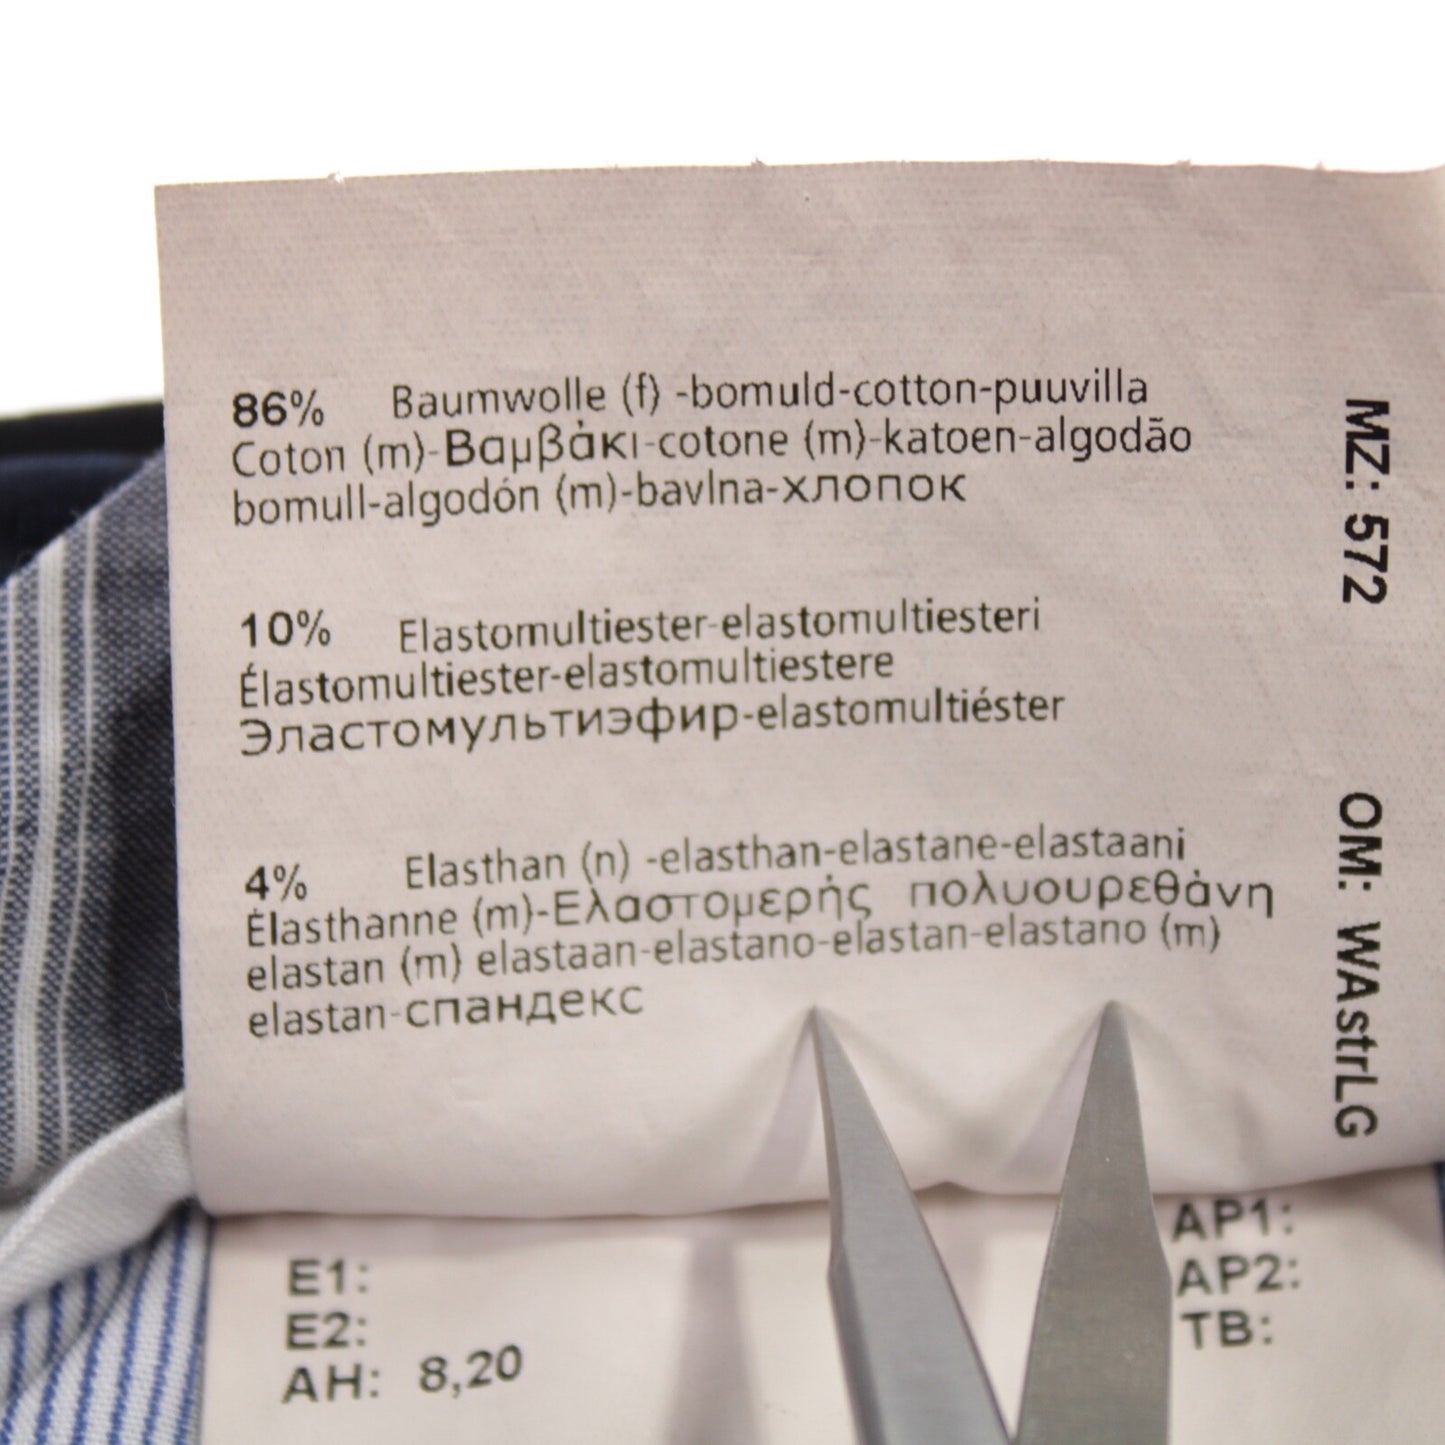 86% Baumwolle (f) -bomuld-cotton-puuvilla
Coton (m)-Βαμβάκι-cotone (m)-katoen-algodão
bomull-algodón (m)-bavlna-хлопок
10% Elastomultiester-elastomultiesteri
Élastomultiester-elastomultiestere
Эластомультиэфир-elastomultiéster
4% Elasthan (n) -elasthan-elastane-elastaani
Élasthanne (m)-Ελαστομερής πολυουρεθάνη
elastan (m) elastaan-elastano-elastan-elastano (m)
elastan-спандекс
MZ: 572
OM: WAstrLG
E1:
E2:
AH: 8,20
AP1:
AP2:
TB: